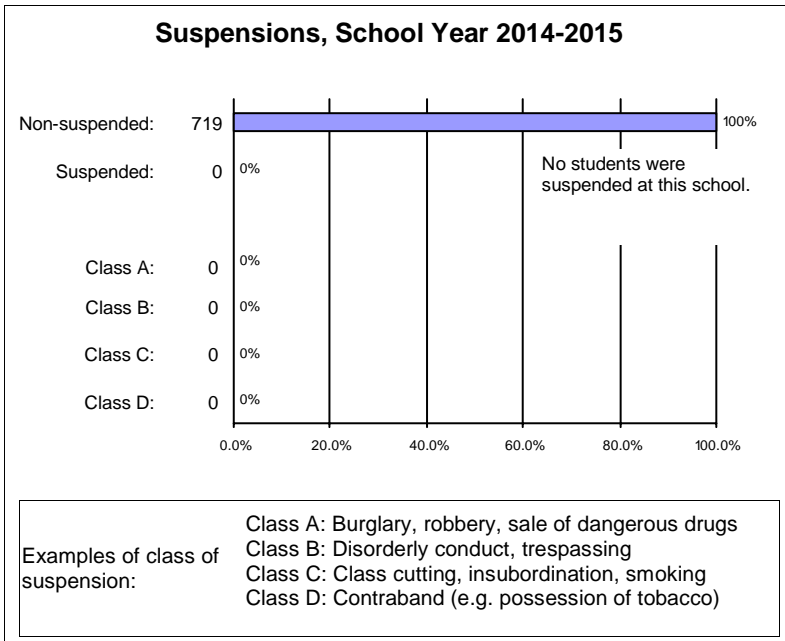 Suspensions, School Year 2014-2015
Non-suspended: 719 100%
Suspended: 0 0%
No students were
suspended at this school.
Class A: 0 0%
Class B: 0 0%
Class C: 0 0%
Class D: 0 0%
0.0% 20.0% 40.0% 60.0% 80.0% 100.0%
Examples of class of
suspension:
Class A: Burglary, robbery, sale of dangerous drugs
Class B: Disorderly conduct, trespassing
Class C: Class cutting, insubordination, smoking
Class D: Contraband (e.g. possession of tobacco)